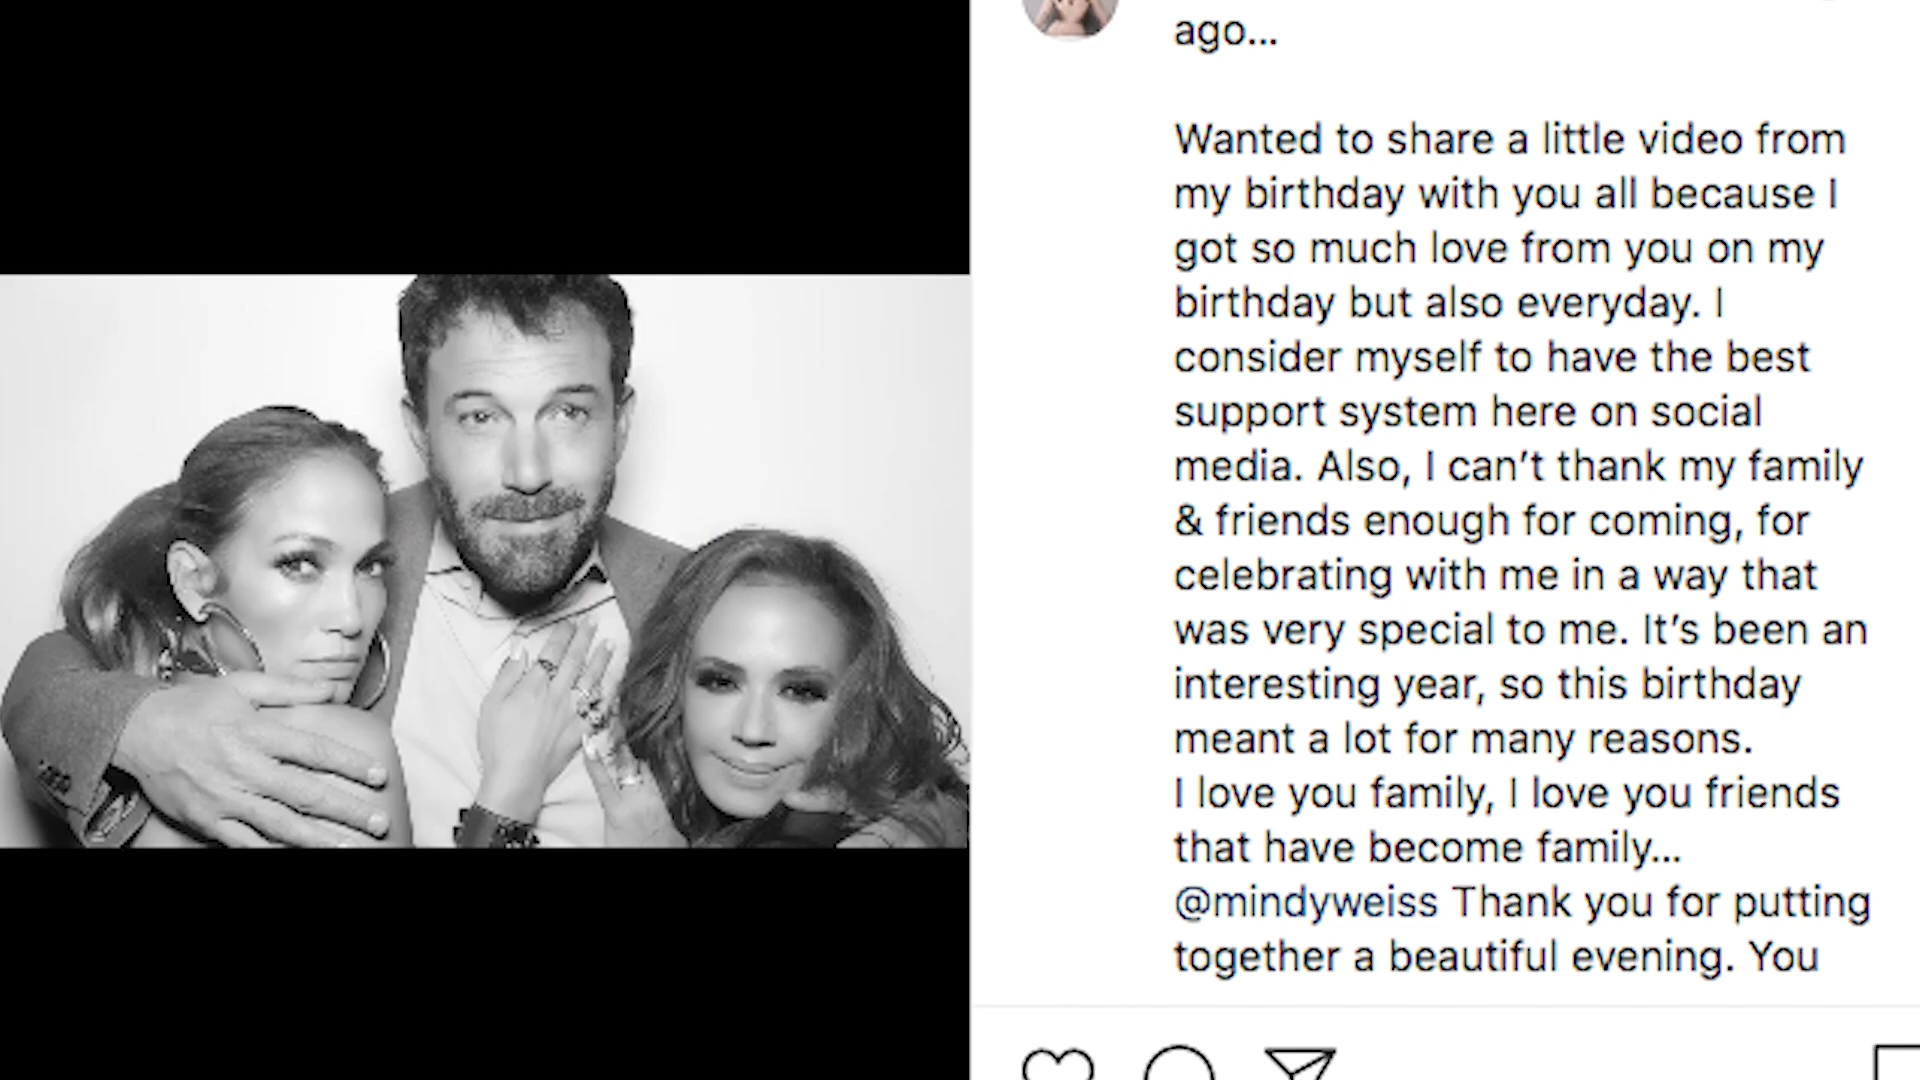 ago...
Wanted to share a little video from
my birthday with you all because I
got so much love from you on my
birthday but also everyday. I
consider myself to have the best
support system here on social
media. Also, I can’t thank my family
& friends enough for coming, for
celebrating with me in a way that
was very special to me. It’s been an
interesting year, so this birthday
meant a lot for many reasons.
I love you family, I love you friends
that have become family...
@mindyweiss Thank you for putting
together a beautiful evening. You